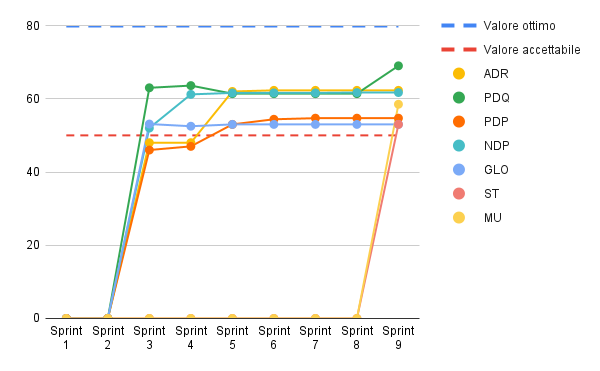 80
60
40
20
0
Sprint 1
Sprint 2
Sprint 3
Sprint 4
Sprint 5
Sprint 6
Sprint 7
Sprint 8
Sprint 9
Valore ottimo
Valore accettabile
ADR
PDQ
PDP
NDP
GLO
ST
MU